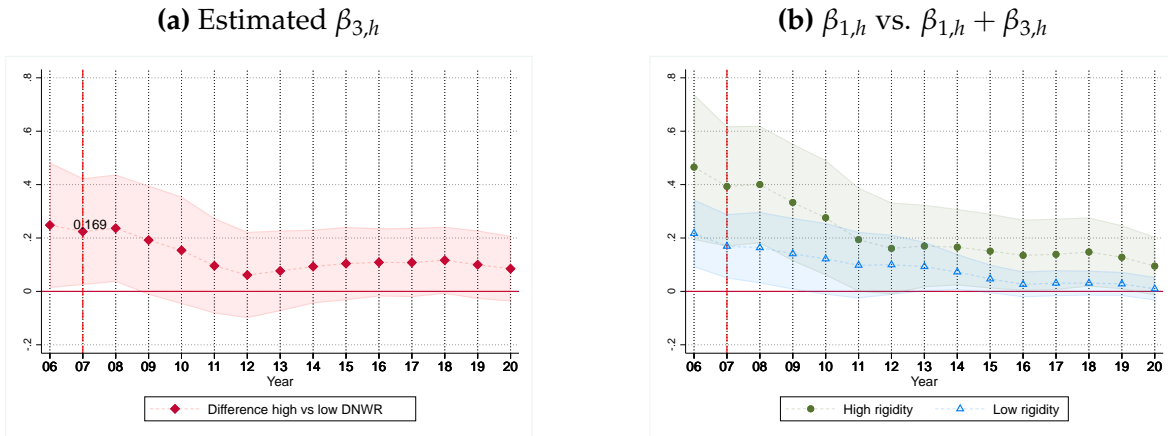 (a) Estimated β3,h
.8
.6
.4
.2
0
-.2
0.169
06 07 08 09 10 11 12 13 14 15 16 17 18 19 20
Year
Difference high vs low DNWR
(b) β1,h vs. β1,h + β3,h
.8
.6
.4
.2
0
-.2
06 07 08 09 10 11 12 13 14 15 16 17 18 19 20
Year
High rigidity Low rigidity